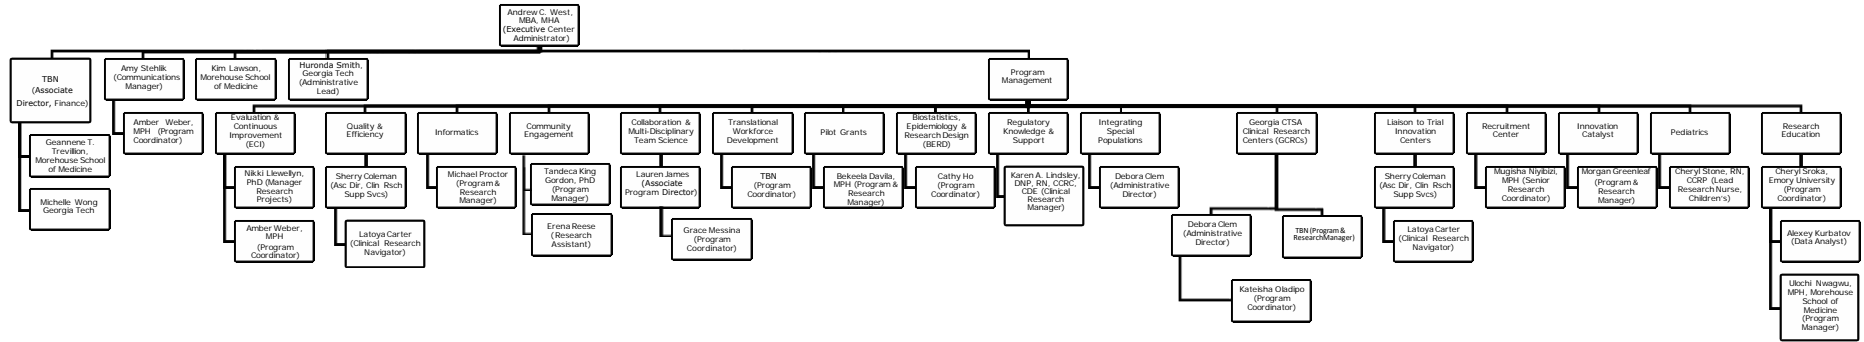 Andrew C. West,
MBA, MHA
(Executive Center
Administrator)
TBN
(Associate
Director, Finance)
Amy Stehlik
(Communications
Manager)
Kim Lawson,
Morehouse School
of Medicine
Huronda Smith,
Georgia Tech
(Administrative
Lead)
Program
Management
Geannene T.
Trevillion,
Morehouse School
of Medicine
Michelle Wong
Georgia Tech
Amber Weber,
MPH (Program
Coordinator)
Evaluation &
Continuous
Improvement
(ECI)
Nikki Llewellyn,
PhD (Manager
Research
Projects)
Amber Weber,
MPH
(Program
Coordinator)
Quality &
Efficiency
Sherry Coleman
(Asc Dir, Clin Rsch
Supp Svcs)
Latoya Carter
(Clinical Research
Navigator)
Informatics
Michael Proctor
(Program &
Research
Manager)
Community
Engagement
Tandeca King
Gordon, PhD
(Program
Manager)
Erena Reese
(Research
Assistant)
Collaboration &
Multi-Disciplinary
Team Science
Lauren James
(Associate
Program Director)
Grace Messina
(Program
Coordinator)
Translational
Workforce
Development
TBN
(Program
Coordinator)
Pilot Grants
Bekeela Davila,
MPH (Program &
Research
Manager)
Biostatistics,
Epidemiology &
Research Design
(BERD)
Cathy Ho
(Program
Coordinator)
Regulatory
Knowledge &
Support
Karen A. Lindsley,
DNP, RN, CCRC,
CDE (Clinical
Research
Manager)
Integrating
Special
Populations
Debora Clem
(Administrative
Director)
Georgia CTSA
Clinical Research
Centers (GCRCs)
Debora Clem
(Administrative
Director)
TBN (Program &
Research Manager)
Kateisha Oladipo
(Program
Coordinator)
Liaison to Trial
Innovation
Centers
Sherry Coleman
(Asc Dir, Clin Rsch
Supp Svcs)
Latoya Carter
(Clinical Research
Navigator)
Recruitment
Center
Mugisha Niyibizi,
MPH (Senior
Research
Coordinator)
Innovation
Catalyst
Morgan Greenleaf
(Program &
Research
Manager)
Pediatrics
Cheryl Stone, RN,
CCRP (Lead
Research Nurse,
Children's)
Research
Education
Cheryl Sroka,
Emory University
(Program
Coordinator)
Alexey Kurbatov
(Data Analyst)
Ulochi Nwagwu,
MPH, Morehouse
School of
Medicine
(Program
Manager)